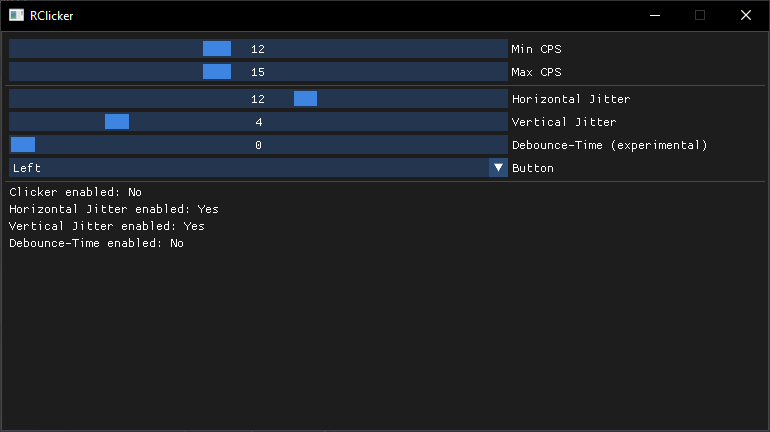 RClicker
12 Min CPS
15 Max CPS
12 Horizontal Jitter
4 Vertical Jitter
0 Debounce-Time (experimental)
Left Button
Clicker enabled: No
Horizontal Jitter enabled: Yes
Vertical Jitter enabled: Yes
Debounce-Time enabled: No